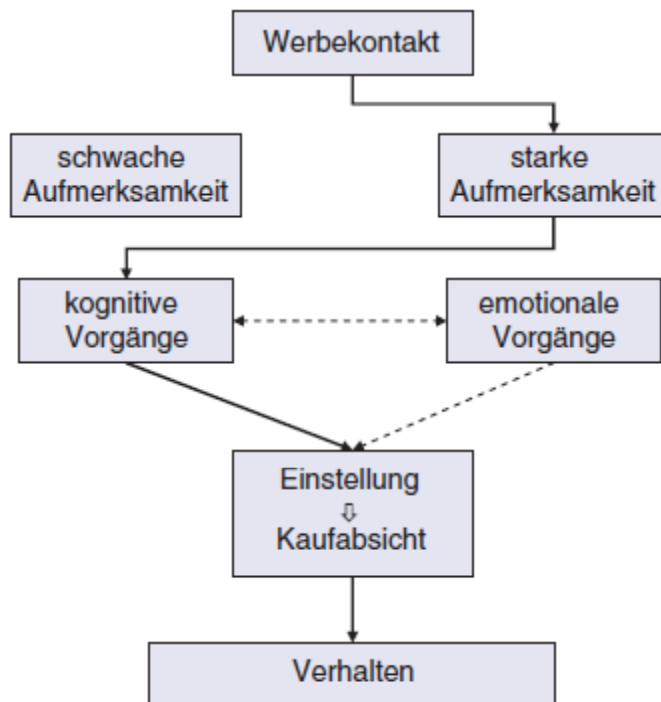 Werbekontakt
schwache
Aufmerksamkeit
starke
Aufmerksamkeit
kognitive
Vorgänge
emotionale
Vorgänge
Einstellung
⇩
Kaufabsicht
Verhalten